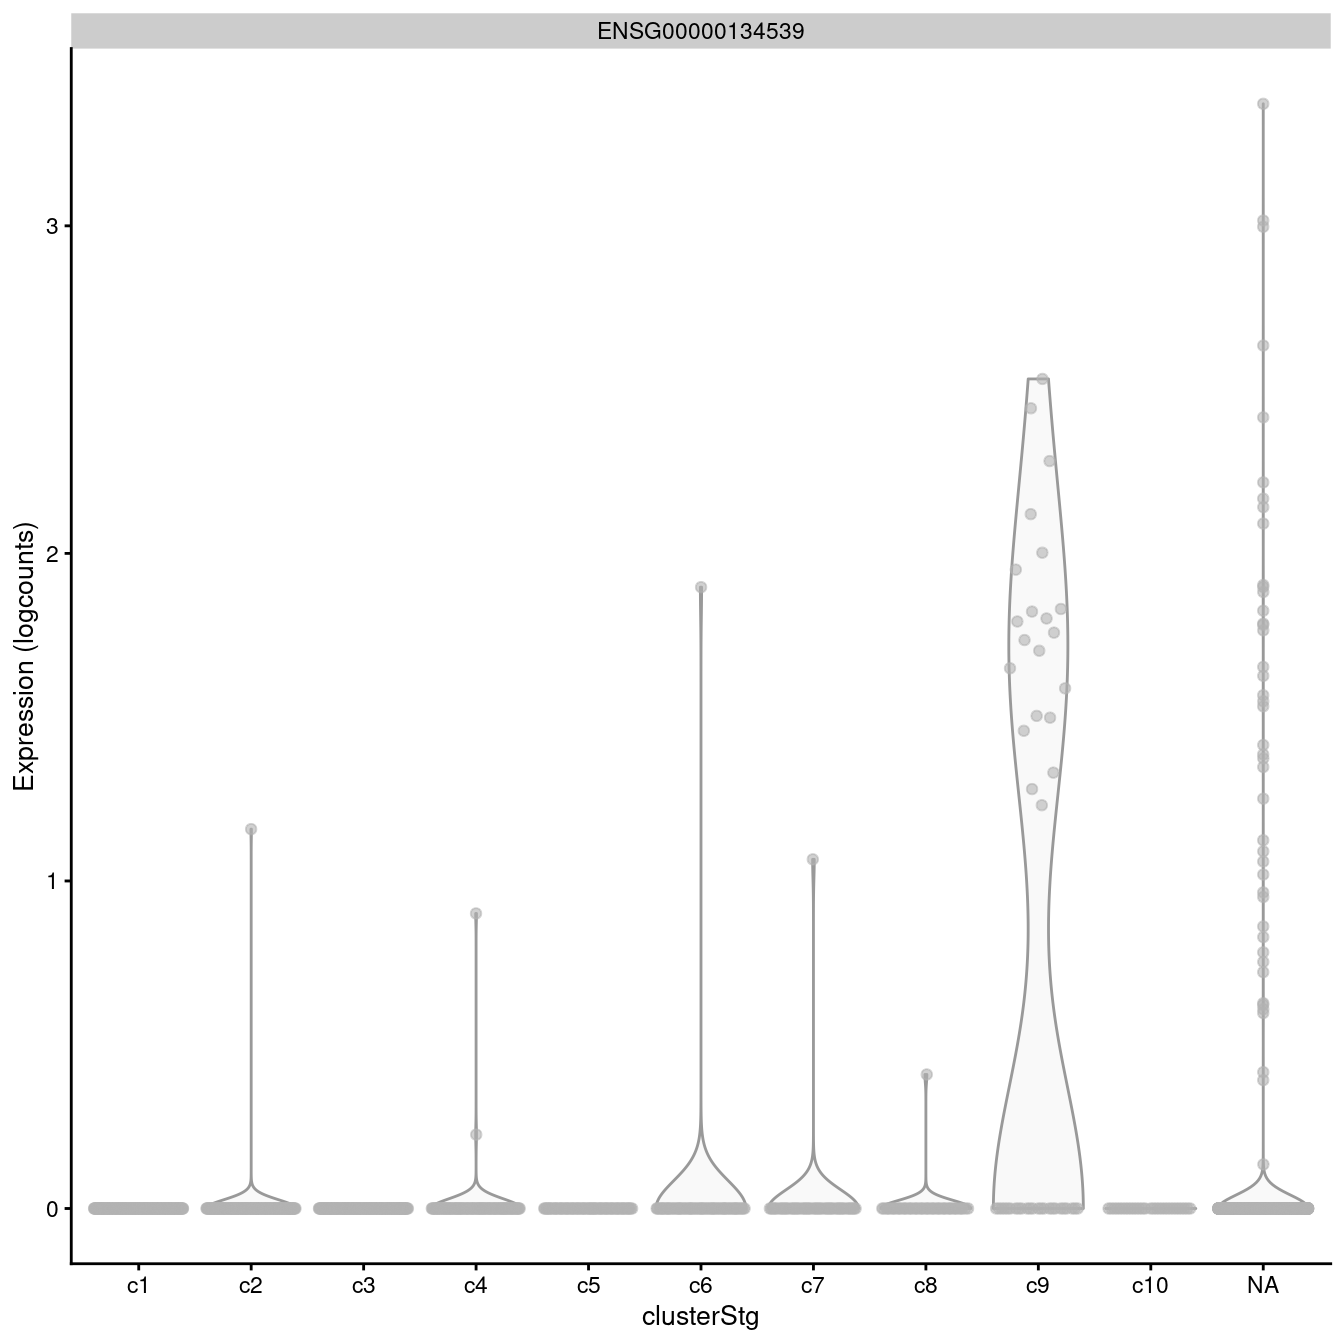 ENSG00000134539
Expression (logcounts)
3
2
1
0
c1 c2 c3 c4 c5 c6 c7 c8 c9 c10 NA
clusterStg